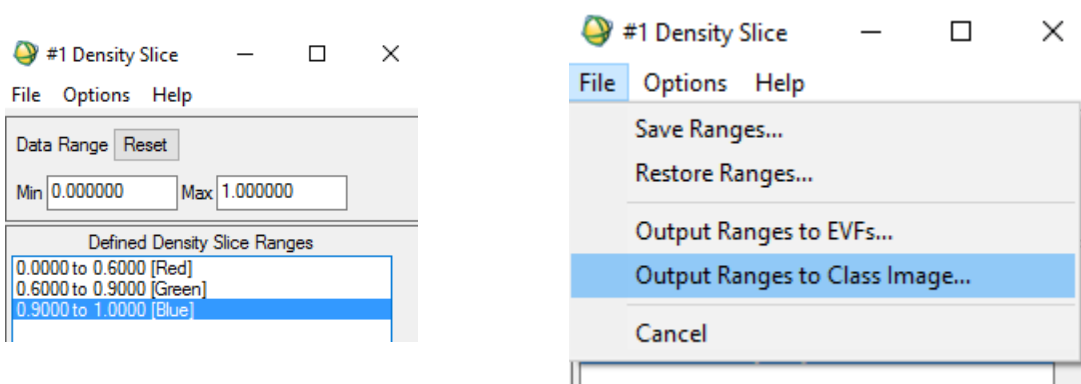 #1 Density Slice
File Options Help
Data Range Reset
Min 0.000000 Max 1.000000
Defined Density Slice Ranges
0.0000 to 0.6000 [Red]
0.6000 to 0.9000 [Green]
0.9000 to 1.0000 [Blue]
#1 Density Slice
File Options Help
Save Ranges...
Restore Ranges...
Output Ranges to EVFs...
Output Ranges to Class Image...
Cancel